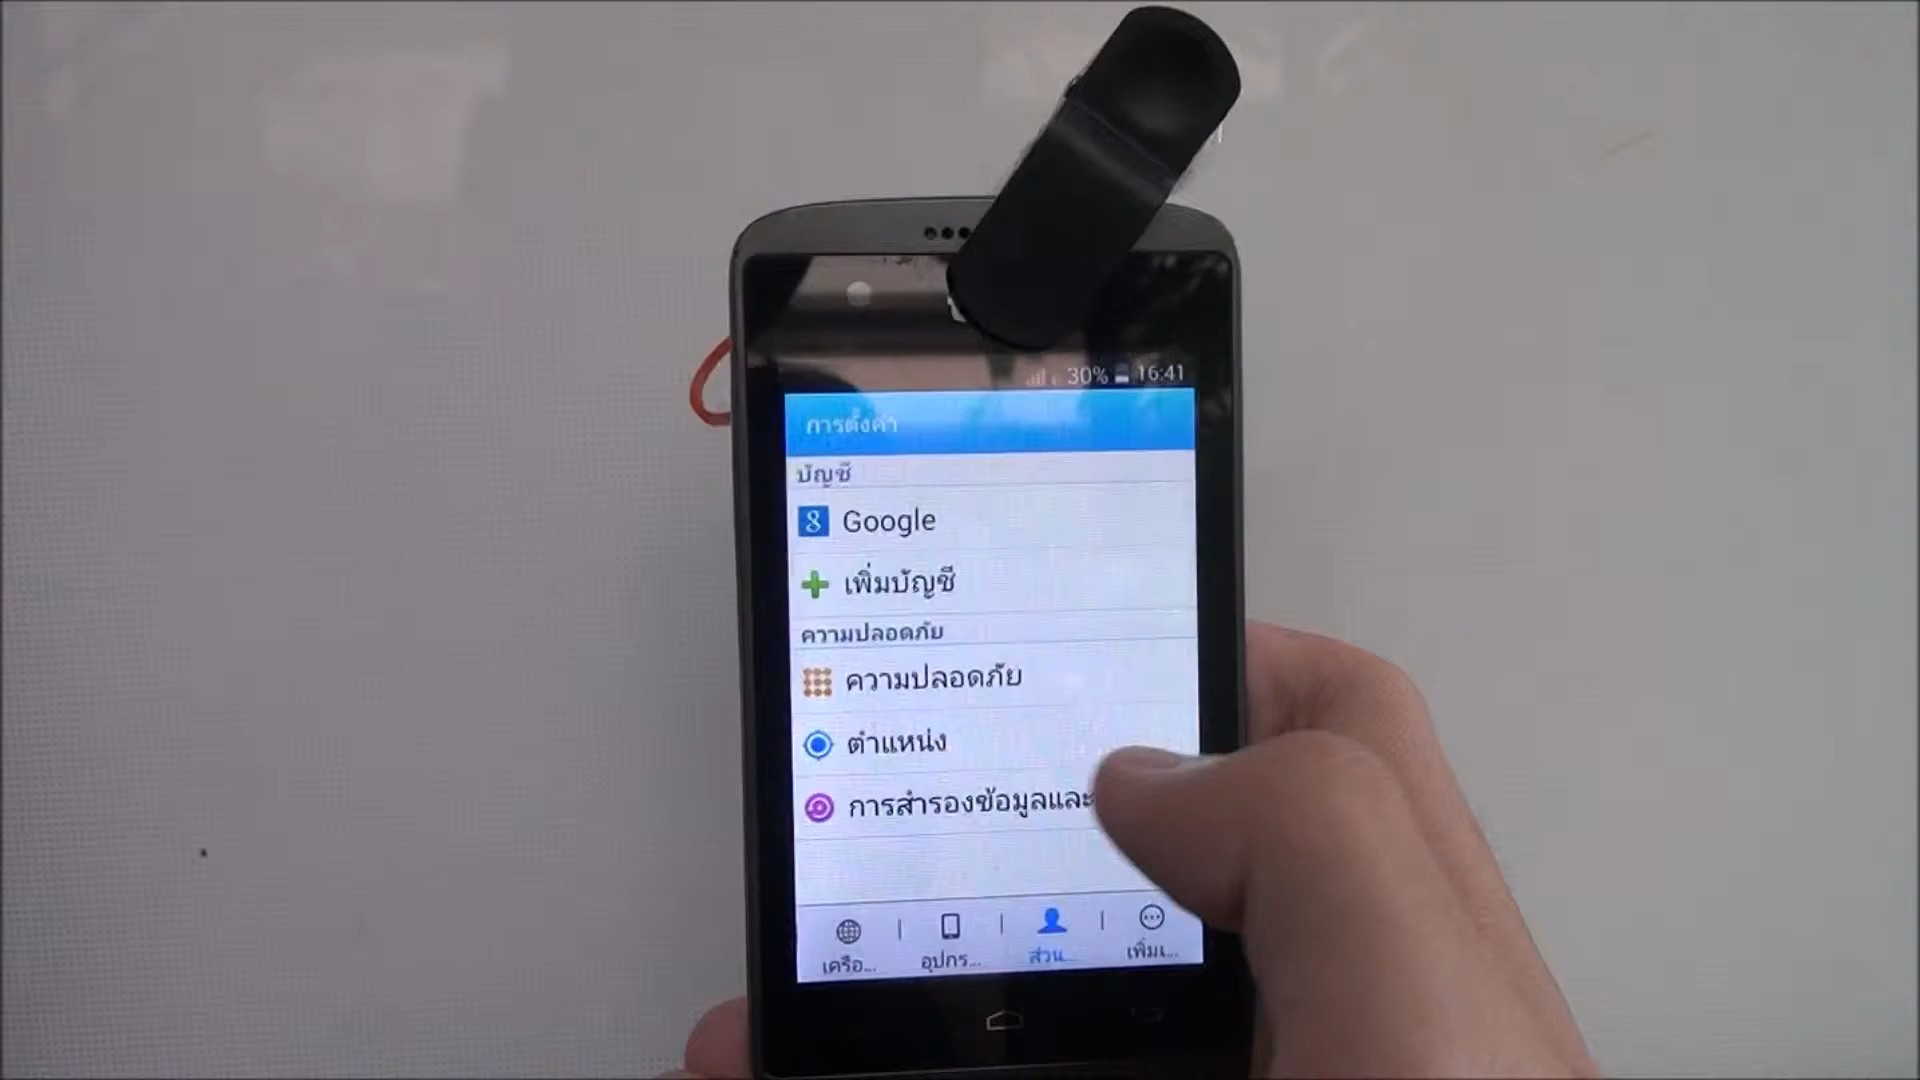 30% 16:41
การตั้งค่า
บัญชี
Google
เพิ่มบัญชี
ความปลอดภัย
ความปลอดภัย
ตำแหน่ง
การสำรองข้อมูลและ
เครือ... อุปกร... ส่วน... เพิ่มเ...